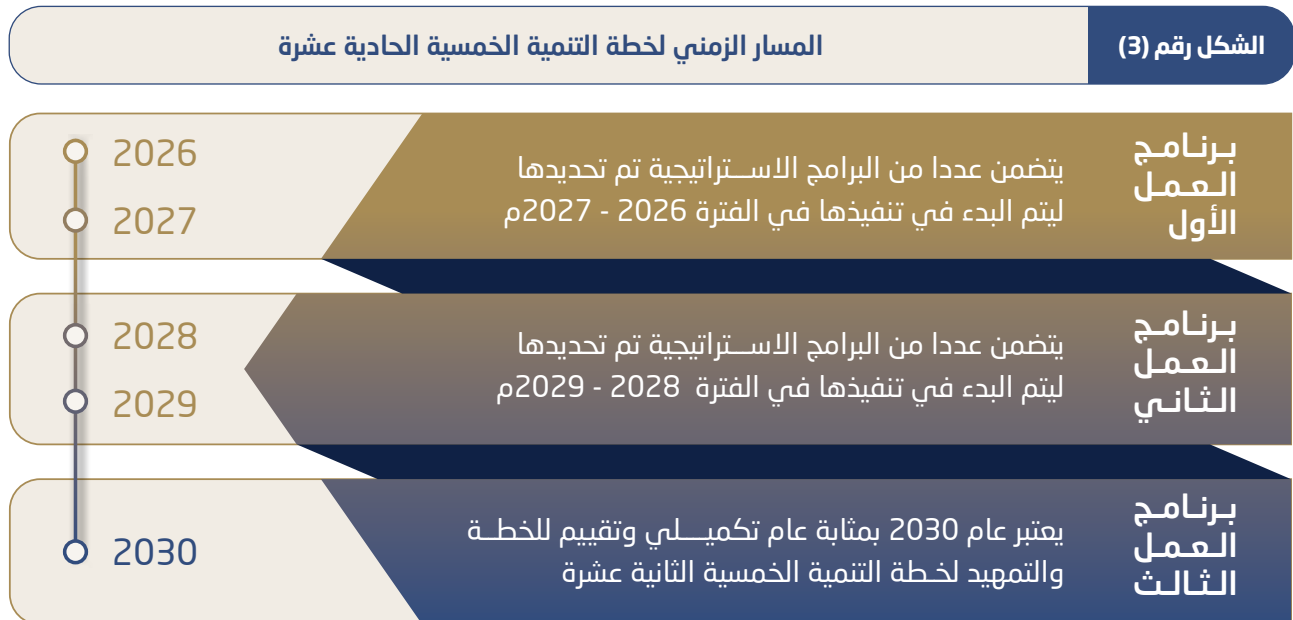 الشكل رقم (3)
المسار الزمني لخطة التنمية الخمسية الحادية عشرة
برنامج
العمل
الأول
يتضمن عددا من البرامج الاستراتيجية تم تحديدها
ليتم البدء في تنفيذها في الفترة 2026 - 2027م
2026
2027
برنامج
العمل
الثاني
يتضمن عددا من البرامج الاستراتيجية تم تحديدها
ليتم البدء في تنفيذها في الفترة 2028 - 2029م
2028
2029
برنامج
العمل
الثالث
يعتبر عام 2030 بمثابة عام تكميلي وتقييم للخطة
والتمهيد لخطة التنمية الخمسية الثانية عشرة
2030